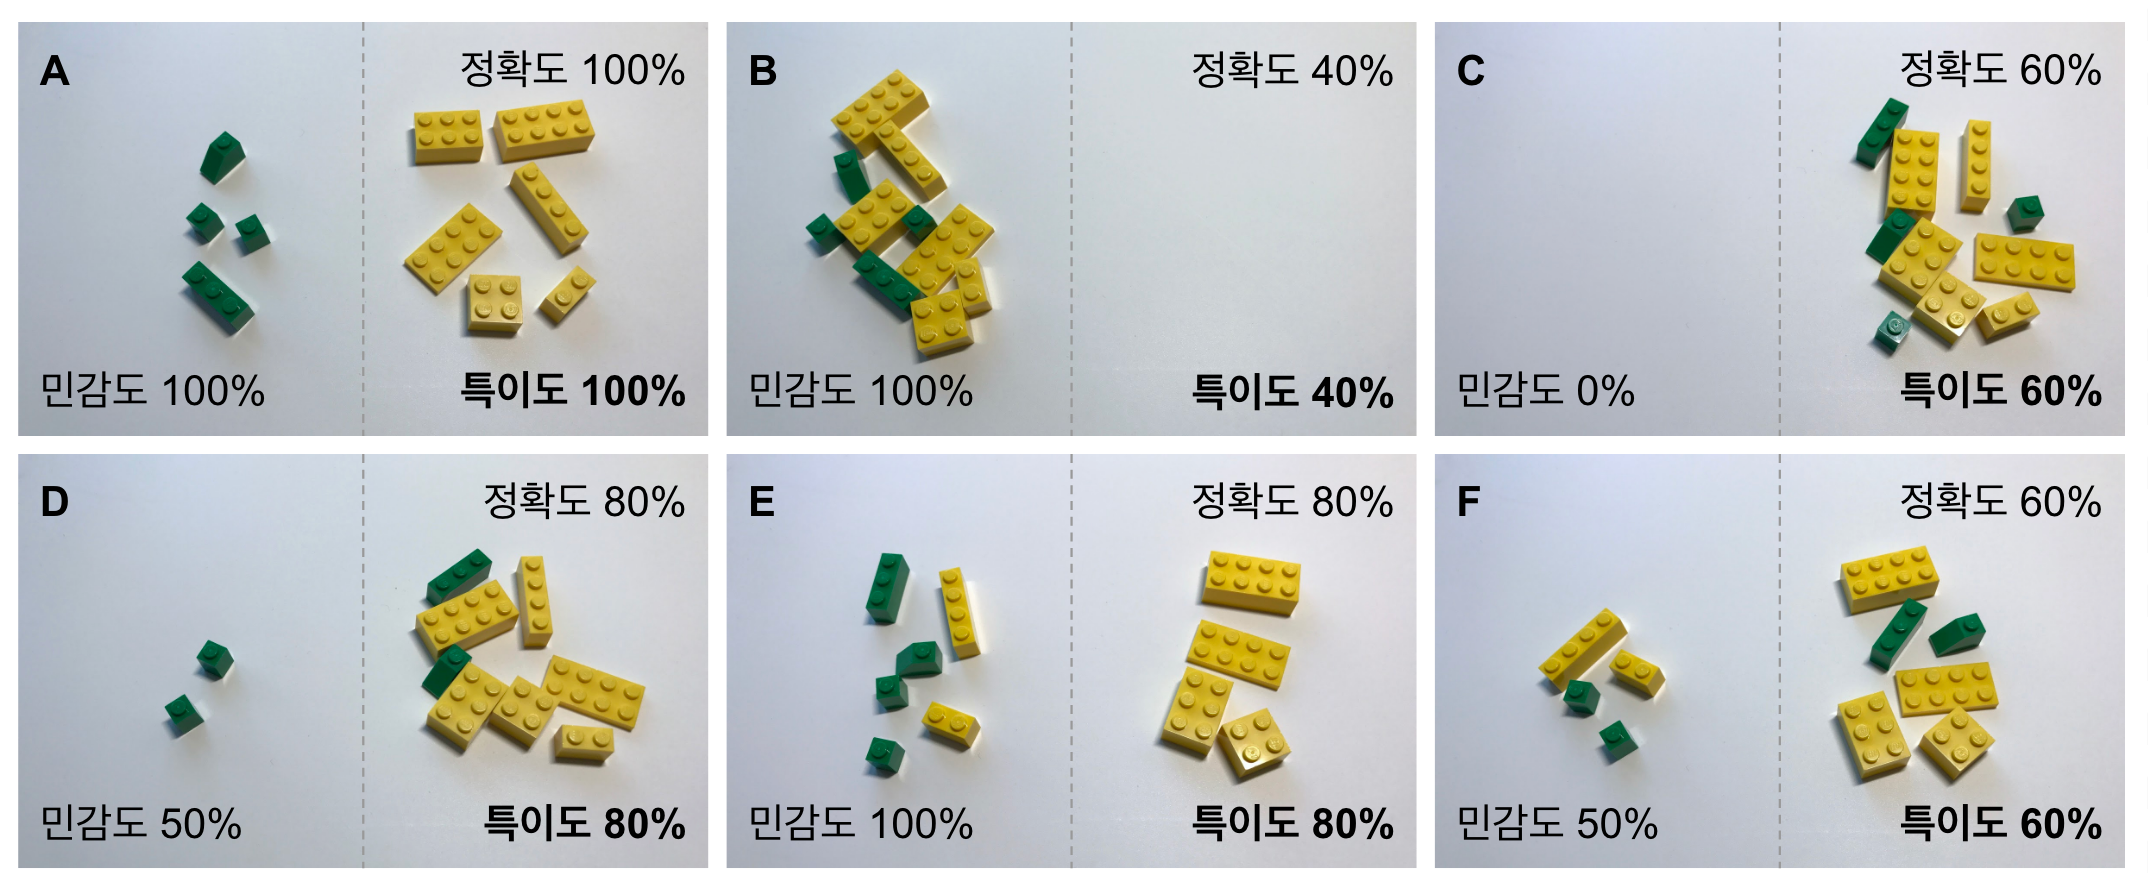 A
정확도 100%
민감도 100%
특이도 100%
B
정확도 40%
민감도 100%
특이도 40%
C
정확도 60%
민감도 0%
특이도 60%
D
정확도 80%
민감도 50%
특이도 80%
E
정확도 80%
민감도 100%
특이도 80%
F
정확도 60%
민감도 50%
특이도 60%